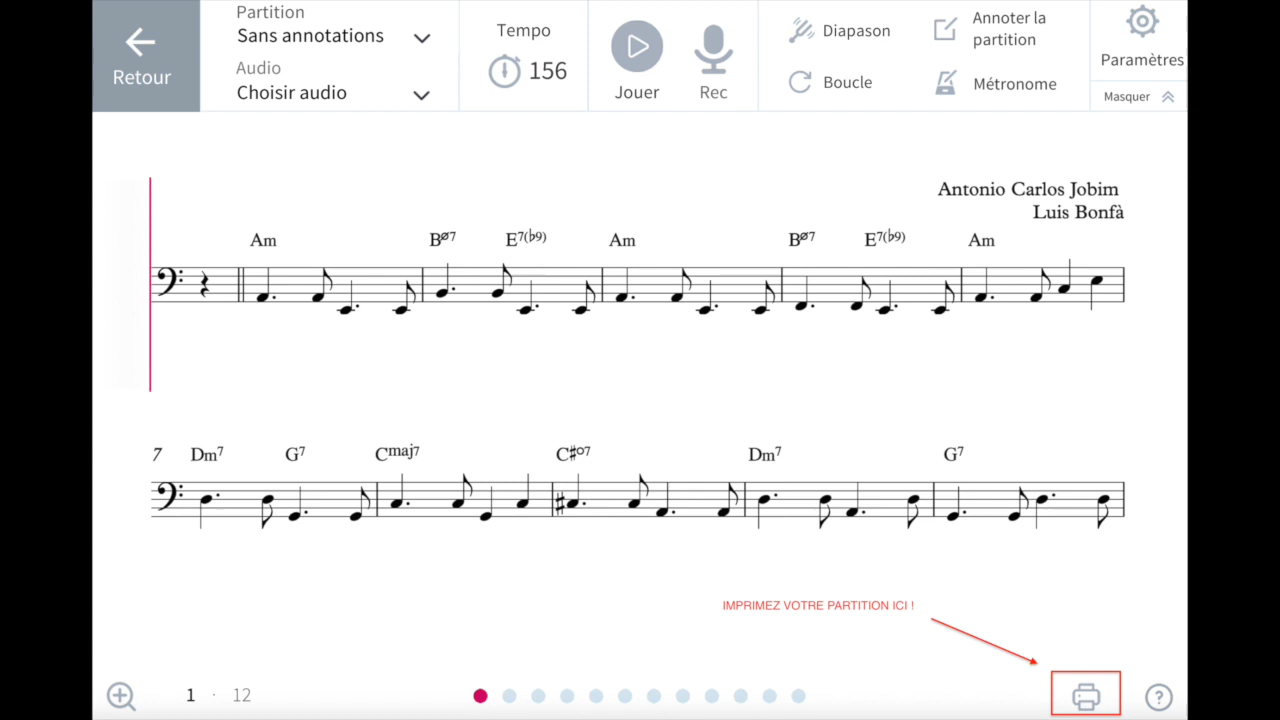 Retour
Partition
Sans annotations
Audio
Choisir audio
Tempo
156
Jouer
Rec
Diapason
Boucle
Annoter la
partition
Métronome
Paramètres
Masquer
Antonio Carlos Jobim
Luis Bonfà
Am Bø7 E7(♭9) Am Bø7 E7(♭9) Am
7 Dm7 G7 Cmaj7 C♯o7 Dm7 G7
IMPRIMEZ VOTRE PARTITION ICI !
1 · 12
?